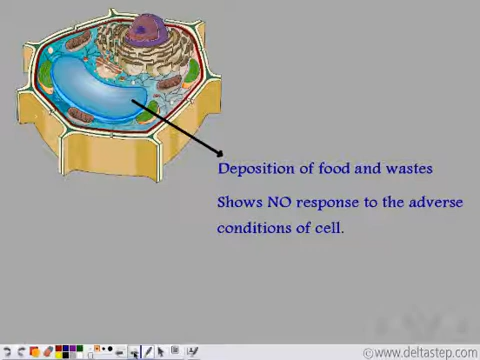 Deposition of food and wastes
Shows NO response to the adverse
conditions of cell.
©www.deltastep.com